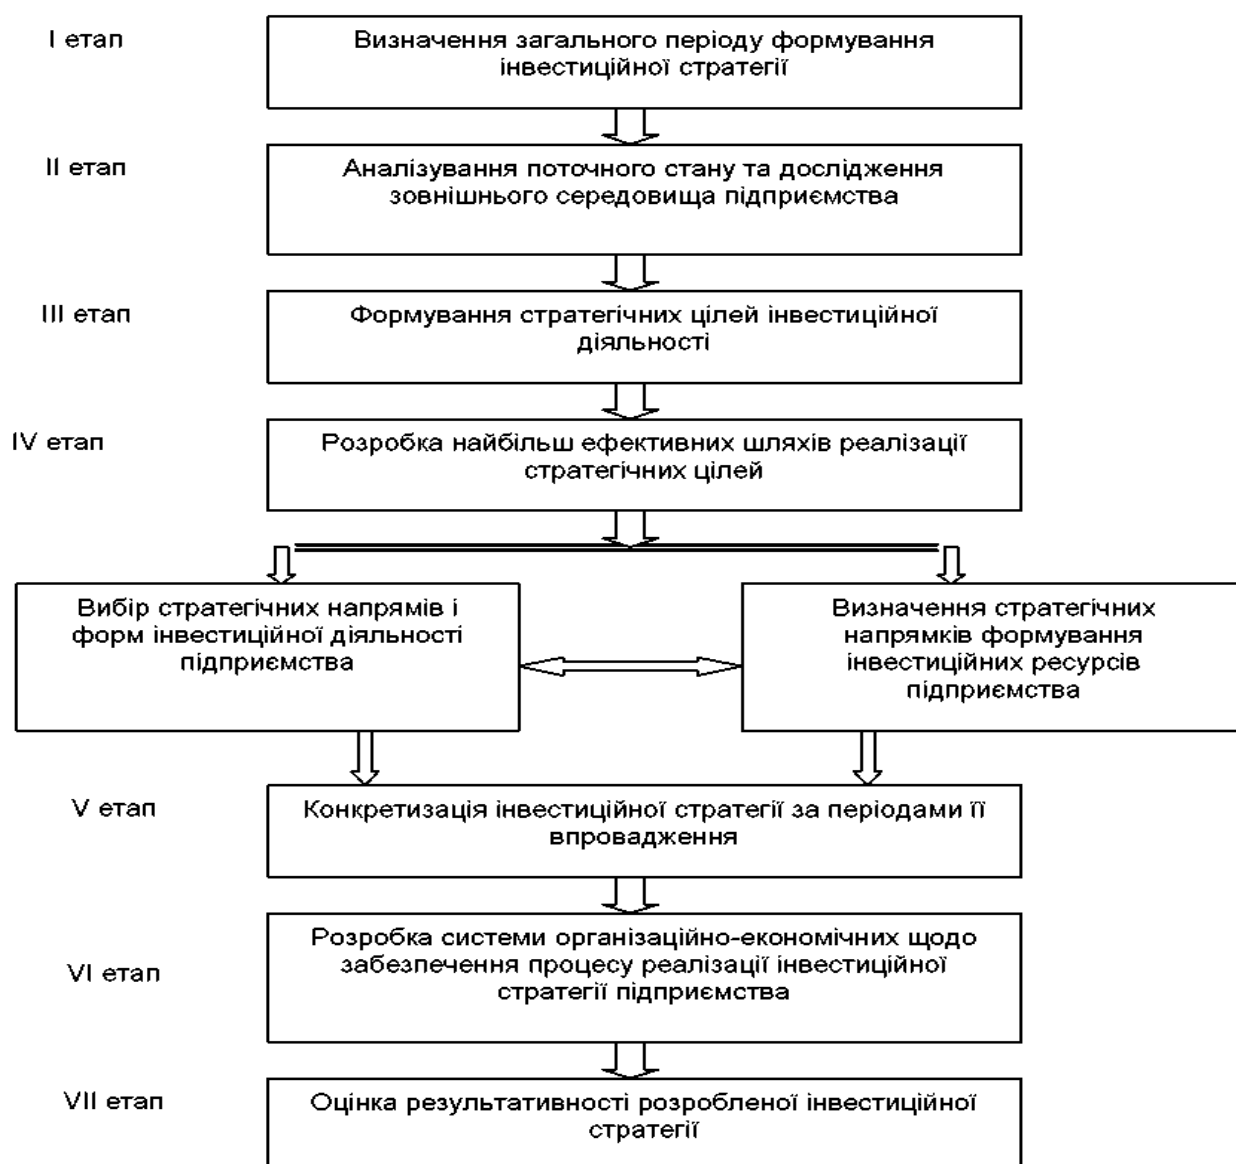 І етап
Визначення загального періоду формування
інвестиційної стратегії
ІІ етап
Аналізування поточного стану та дослідження
зовнішнього середовища підприємства
ІІІ етап
Формування стратегічних цілей інвестиційної
діяльності
IV етап
Розробка найбільш ефективних шляхів реалізації
стратегічних цілей
Вибір стратегічних напрямів і
форм інвестиційної діяльності
підприємства
Визначення стратегічних
напрямків формування
інвестиційних ресурсів
підприємства
V етап
Конкретизація інвестиційної стратегії за періодами її
впровадження
VI етап
Розробка системи організаційно-економічних щодо
забезпечення процесу реалізації інвестиційної
стратегії підприємства
VII етап
Оцінка результативності розробленої інвестиційної
стратегії